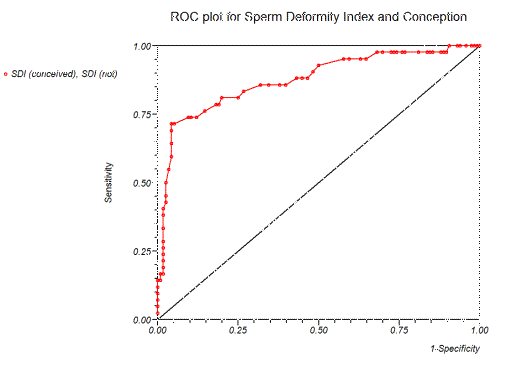 ROC plot for Sperm Deformity Index and Conception
SDI (conceived), SDI (not)
1.00
0.75
0.50
0.25
0.00
Sensitivity
0.00 0.25 0.50 0.75 1.00
1-Specificity